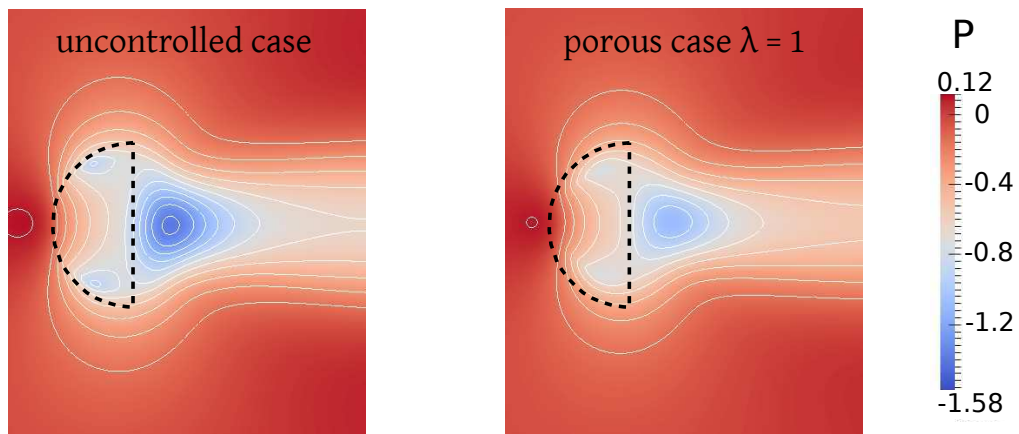 uncontrolled case
porous case λ = 1
P
0.12
0
-0.4
-0.8
-1.2
-1.58